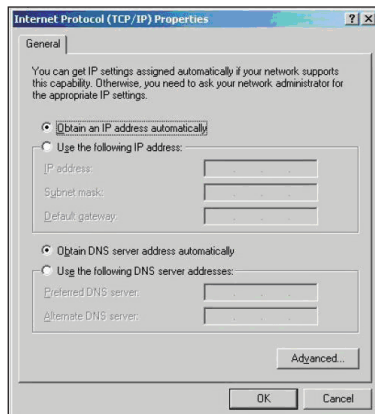 Internet Protocol (TCP/IP) Properties
General
You can get IP settings assigned automatically if your network supports
this capability. Otherwise, you need to ask your network administrator for
the appropriate IP settings.
Obtain an IP address automatically
Use the following IP address:
IP address:
Subnet mask:
Default gateway:
Obtain DNS server address automatically
Use the following DNS server addresses:
Preferred DNS server:
Alternate DNS server:
Advanced...
OK Cancel